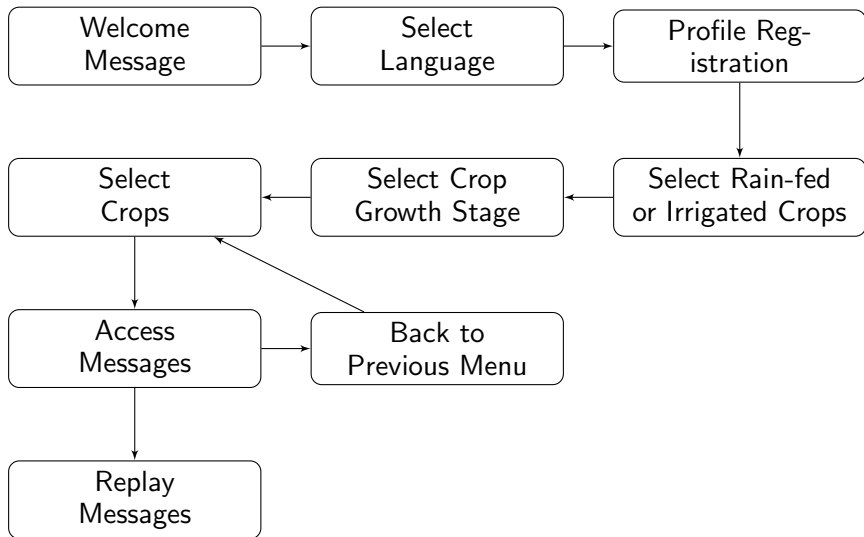 Welcome
Message
Select
Language
Profile Reg-
istration
Select
Crops
Select Crop
Growth Stage
Select Rain-fed
or Irrigated Crops
Access
Messages
Back to
Previous Menu
Replay
Messages